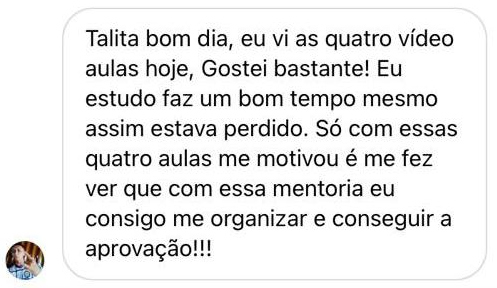 Talita bom dia, eu vi as quatro vídeo
aulas hoje, Gostei bastante! Eu
estudo faz um bom tempo mesmo
assim estava perdido. Só com essas
quatro aulas me motivou é me fez
ver que com essa mentoria eu
consigo me organizar e conseguir a
aprovação!!!